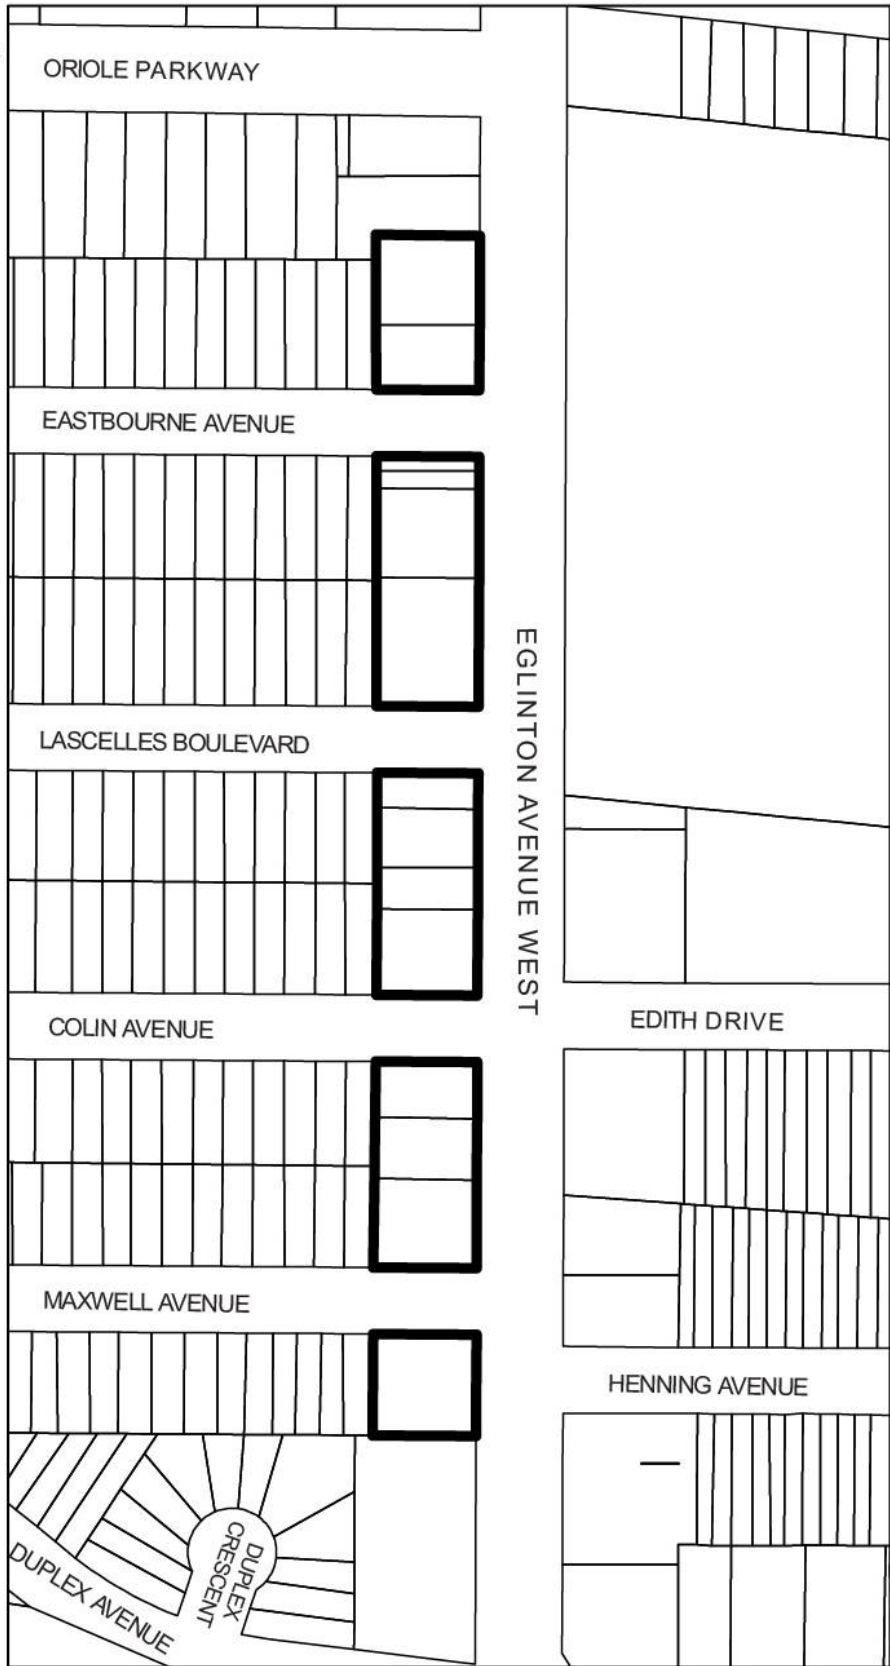 ORIOLE PARKWAY
EASTBOURNE AVENUE
EGLINTON AVENUE WEST
LASCELLES BOULEVARD
COLIN AVENUE
EDITH DRIVE
MAXWELL AVENUE
HENNING AVENUE
DUPLEX
CRESCENT
DUPLEX AVENUE